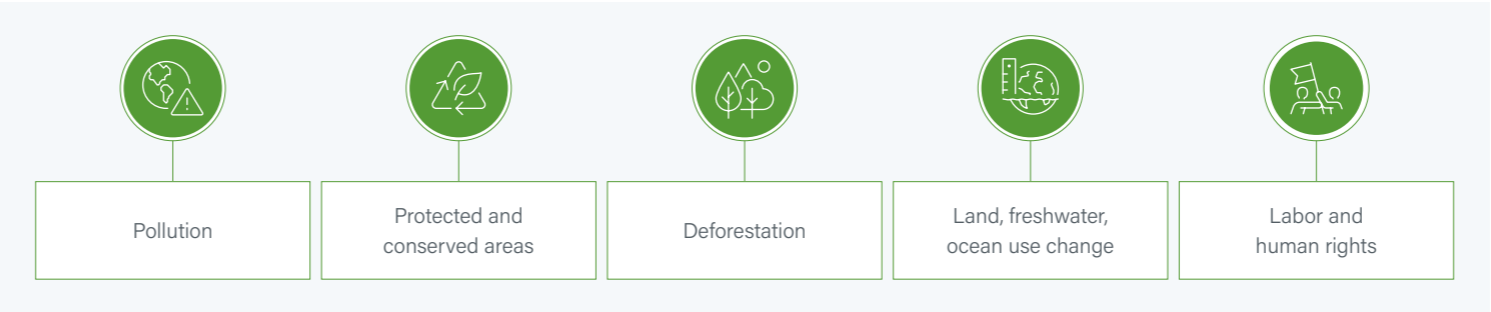 Pollution
Protected and
conserved areas
Deforestation
Land, freshwater,
ocean use change
Labor and
human rights